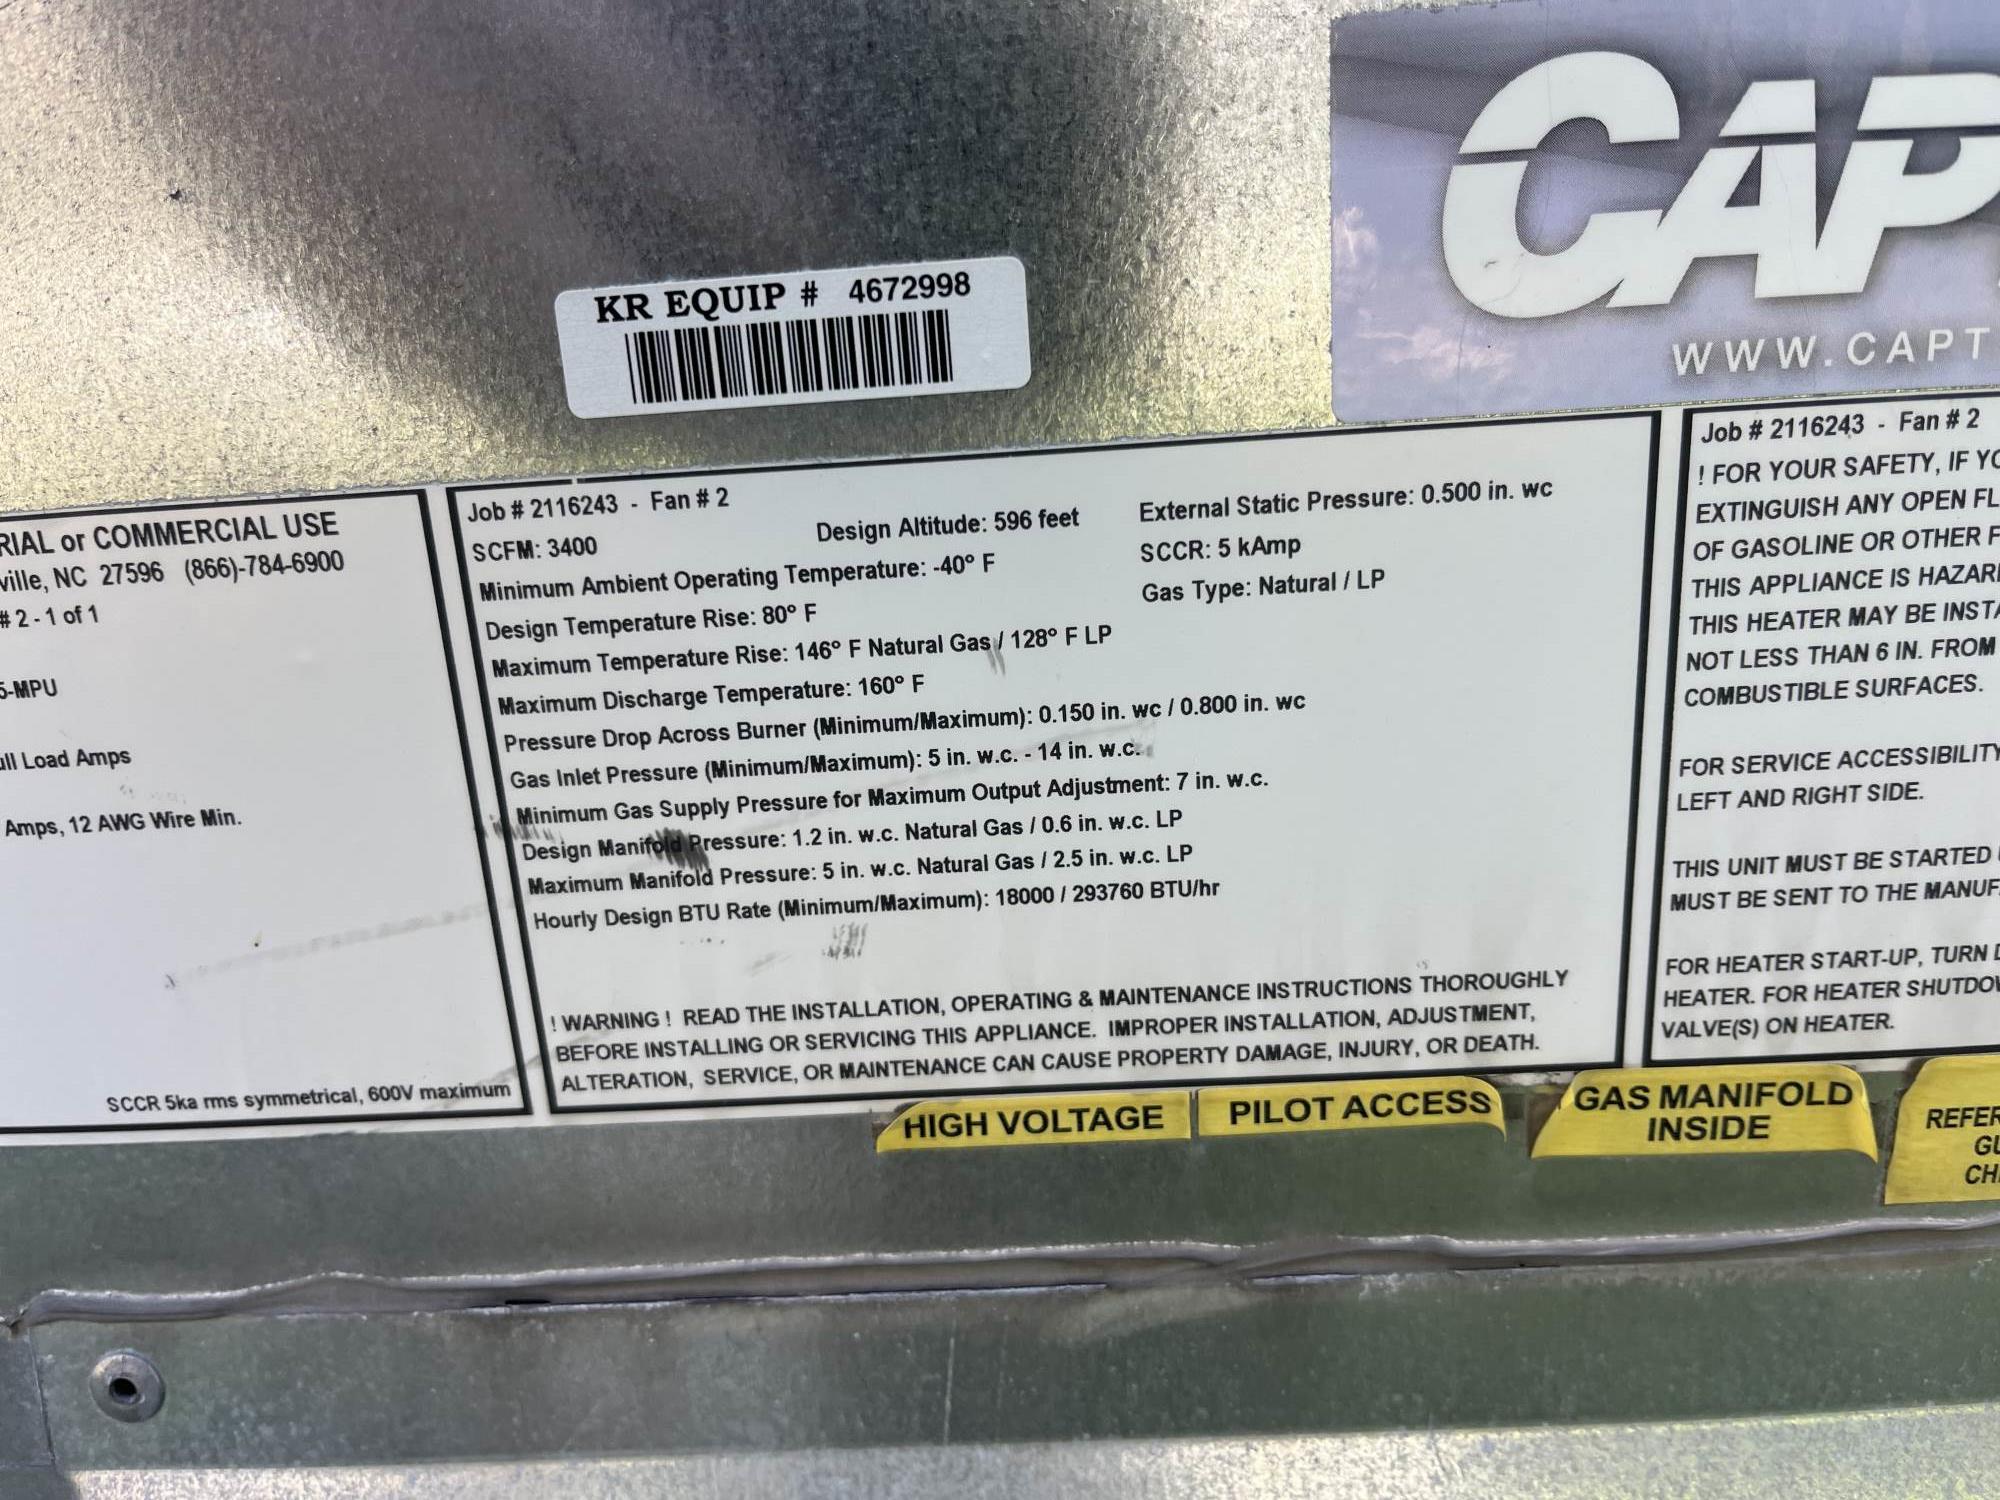 CAP
WWW.CAPT
KR EQUIP # 4672998
RIAL or COMMERCIAL USE
ville, NC 27596 (866)-784-6900
# 2 - 1 of 1
5-MPU
ull Load Amps
Amps, 12 AWG Wire Min.
SCCR 5ka rms symmetrical, 600V maximum
Job # 2116243 - Fan # 2
SCFM: 3400
Design Altitude: 596 feet
External Static Pressure: 0.500 in. wc
Minimum Ambient Operating Temperature: -40° F
SCCR: 5 kAmp
Design Temperature Rise: 80° F
Gas Type: Natural / LP
Maximum Temperature Rise: 146° F Natural Gas / 128° F LP
Maximum Discharge Temperature: 160° F
Pressure Drop Across Burner (Minimum/Maximum): 0.150 in. wc / 0.800 in. wc
Gas Inlet Pressure (Minimum/Maximum): 5 in. w.c. - 14 in. w.c.
Minimum Gas Supply Pressure for Maximum Output Adjustment: 7 in. w.c.
Design Manifold Pressure: 1.2 in. w.c. Natural Gas / 0.6 in. w.c. LP
Maximum Manifold Pressure: 5 in. w.c. Natural Gas / 2.5 in. w.c. LP
Hourly Design BTU Rate (Minimum/Maximum): 18000 / 293760 BTU/hr
! WARNING ! READ THE INSTALLATION, OPERATING & MAINTENANCE INSTRUCTIONS THOROUGHLY
BEFORE INSTALLING OR SERVICING THIS APPLIANCE. IMPROPER INSTALLATION, ADJUSTMENT,
ALTERATION, SERVICE, OR MAINTENANCE CAN CAUSE PROPERTY DAMAGE, INJURY, OR DEATH.
Job # 2116243 - Fan # 2
! FOR YOUR SAFETY, IF YO
EXTINGUISH ANY OPEN FL
OF GASOLINE OR OTHER F
THIS APPLIANCE IS HAZAR
THIS HEATER MAY BE INSTA
NOT LESS THAN 6 IN. FROM
COMBUSTIBLE SURFACES.
FOR SERVICE ACCESSIBILITY
LEFT AND RIGHT SIDE.
THIS UNIT MUST BE STARTED
MUST BE SENT TO THE MANUF
FOR HEATER START-UP, TURN
HEATER. FOR HEATER SHUTDOW
VALVE(S) ON HEATER.
HIGH VOLTAGE
PILOT ACCESS
GAS MANIFOLD
INSIDE
REFER
GU
CH